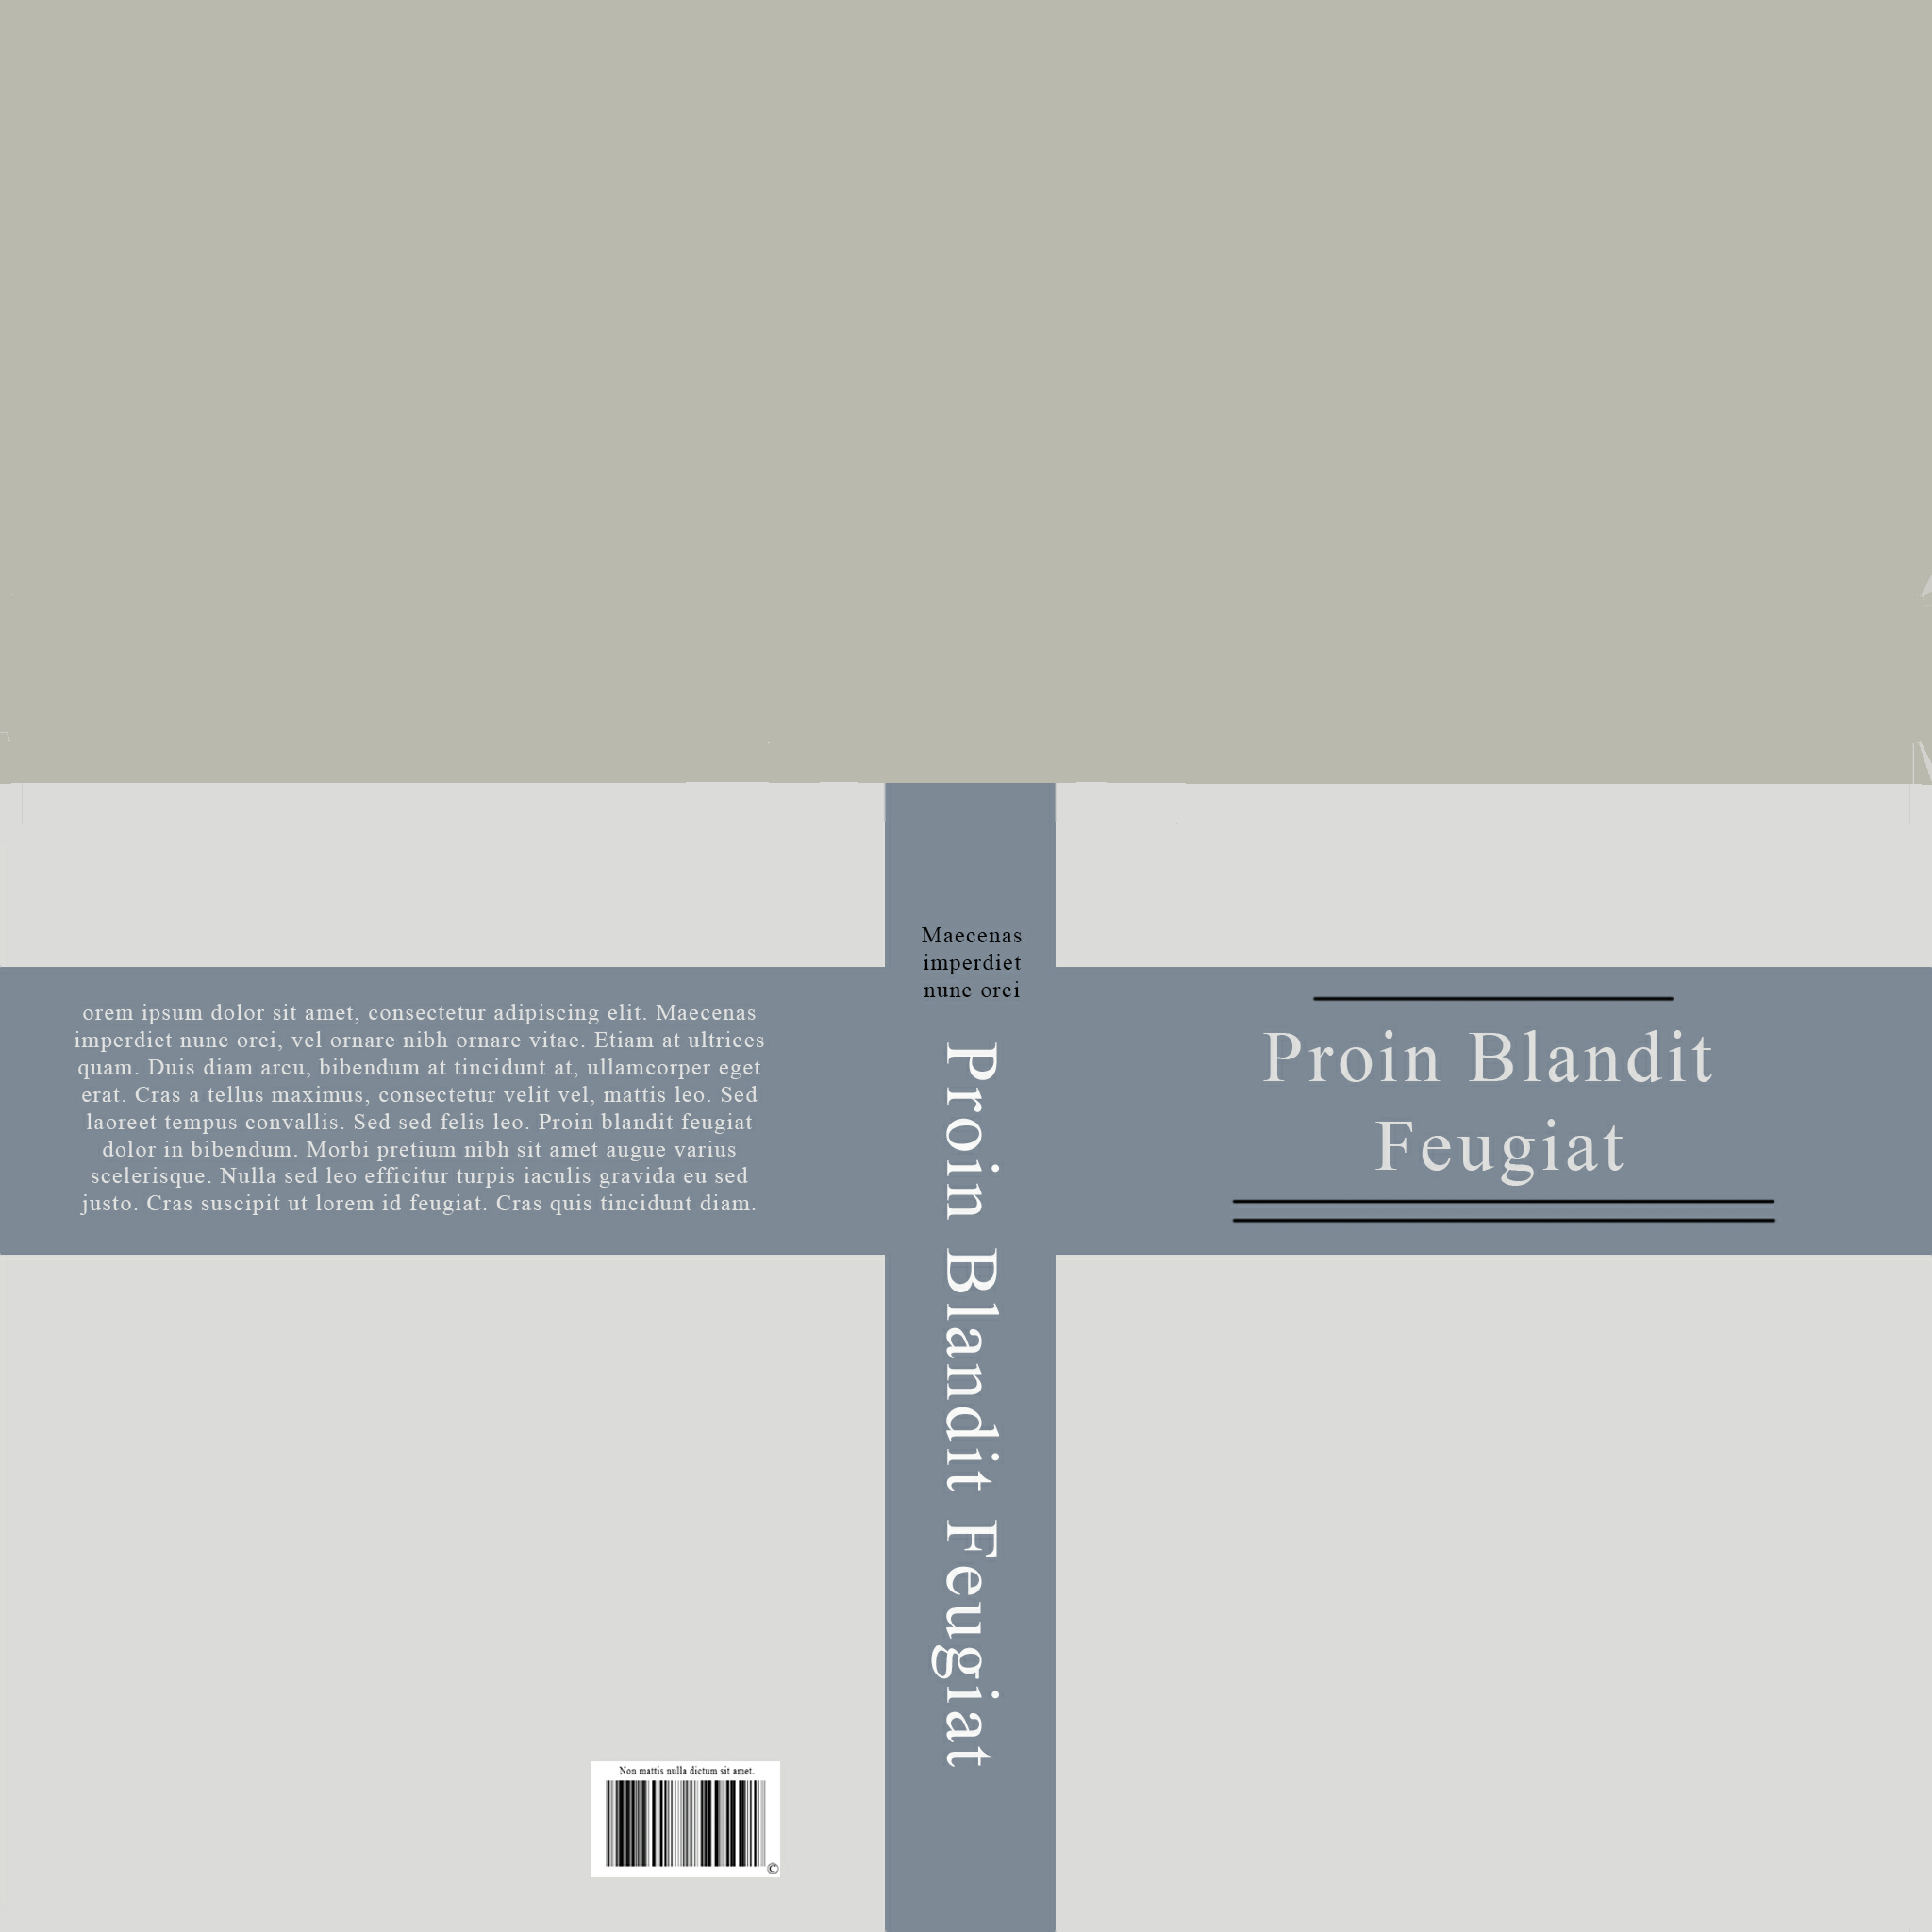 orem ipsum dolor sit amet, consectetur adipiscing elit. Maecenas
imperdiet nunc orci, vel ornare nibh ornare vitae. Etiam at ultrices
quam. Duis diam arcu, bibendum at tincidunt at, ullamcorper eget
erat. Cras a tellus maximus, consectetur velit vel, mattis leo. Sed
laoreet tempus convallis. Sed sed felis leo. Proin blandit feugiat
dolor in bibendum. Morbi pretium nibh sit amet augue varius
scelerisque. Nulla sed leo efficitur turpis iaculis gravida eu sed
justo. Cras suscipit ut lorem id feugiat. Cras quis tincidunt diam.
Non mattis nulla dictum sit amet.
©
Maecenas
imperdiet
nunc orci
Proin Blandit Feugiat
Proin Blandit
Feugiat